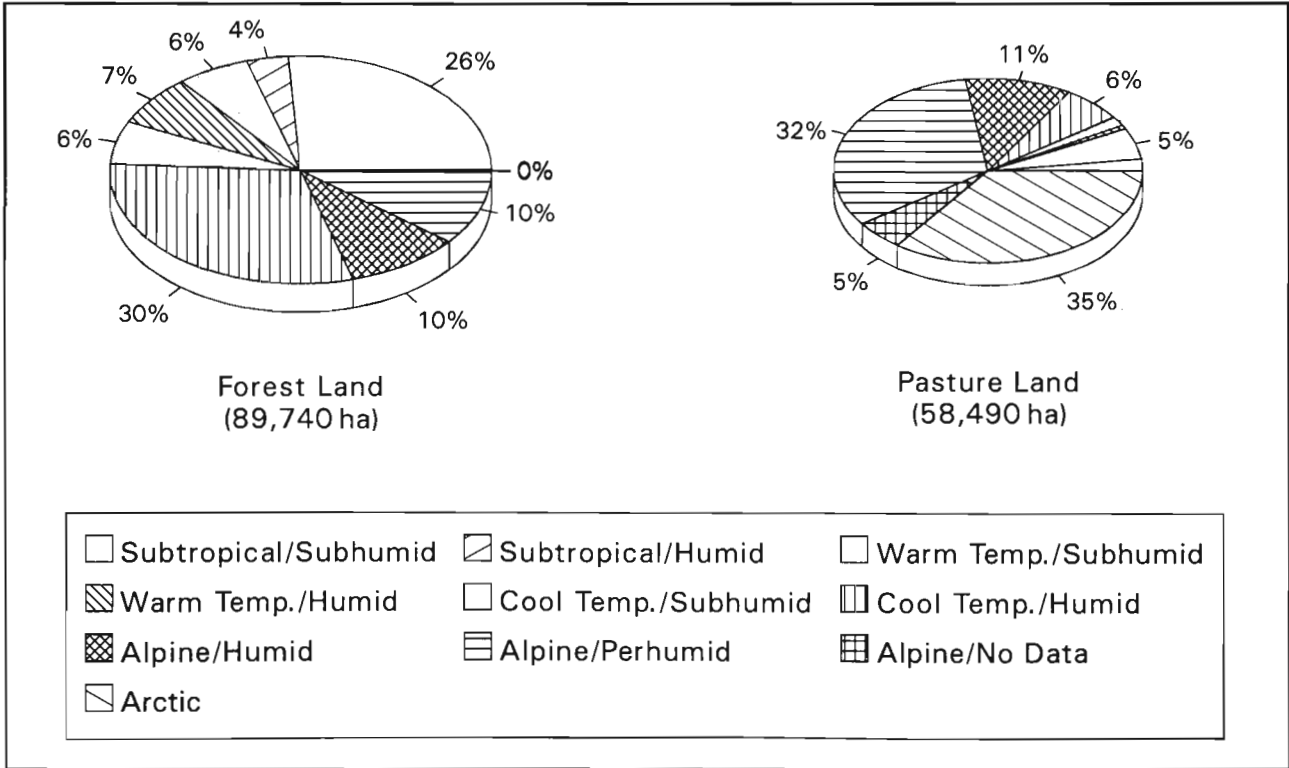 4%
6%
26%
7%
6%
0%
10%
30%
10%
Forest Land
(89,740 ha)
11%
6%
32%
5%
5%
35%
Pasture Land
(58,490 ha)
Subtropical/Subhumid
Subtropical/Humid
Warm Temp./Subhumid
Warm Temp./Humid
Cool Temp./Subhumid
Cool Temp./Humid
Alpine/Humid
Alpine/Perhumid
Alpine/No Data
Arctic